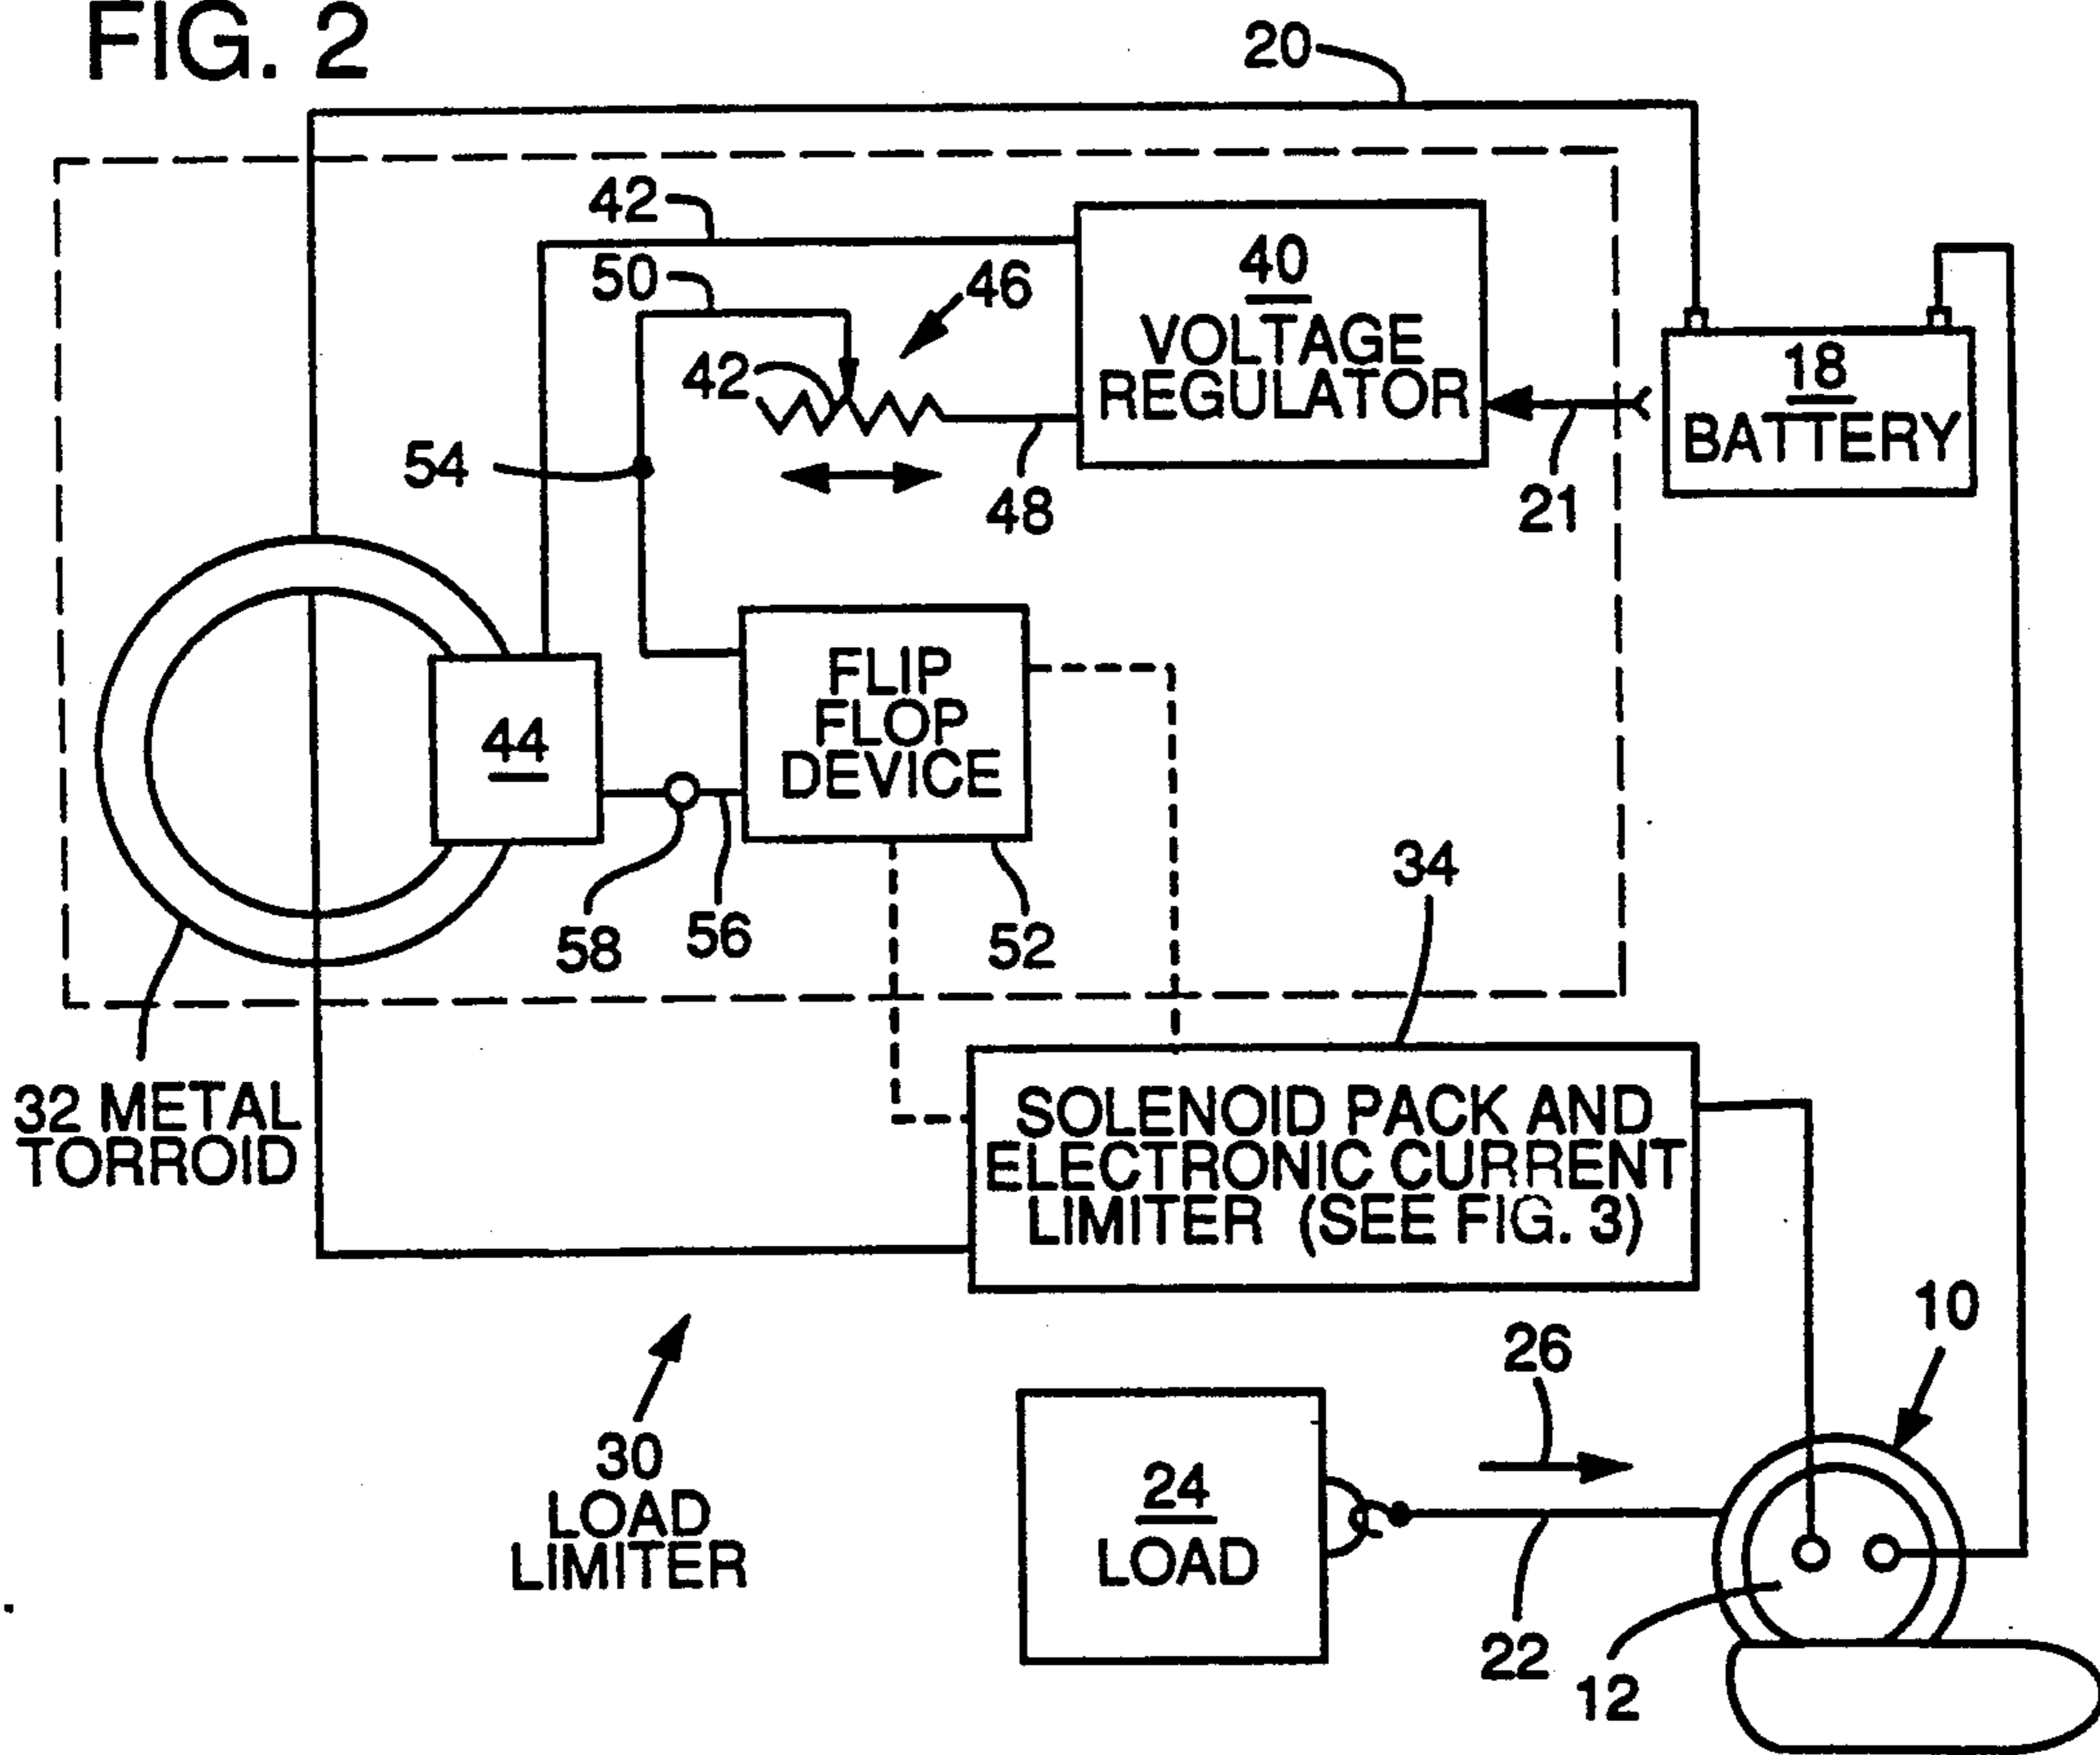 FIG. 2
20
42
50
46
40
VOLTAGE
REGULATOR
18
BATTERY
42
54
48
21
FLIP
FLOP
DEVICE
44
34
58
56
52
32 METAL
TORROID
SOLENOID PACK AND
ELECTRONIC CURRENT
LIMITER (SEE FIG. 3)
10
26
30
LOAD
LIMITER
24
LOAD
22
12